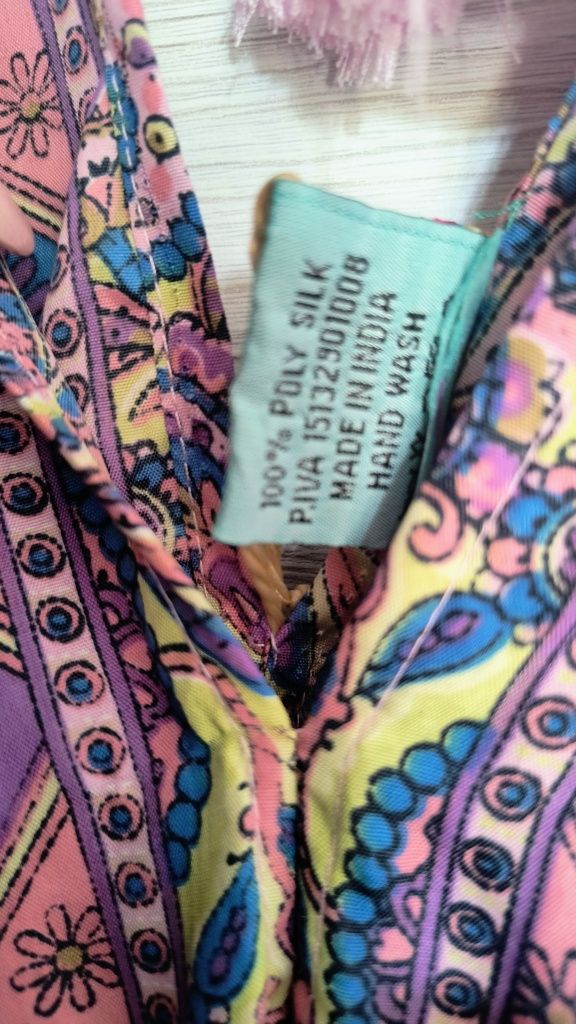 100% POLY SILK
P.IVA 15132901008
MADE IN INDIA
HAND WASH